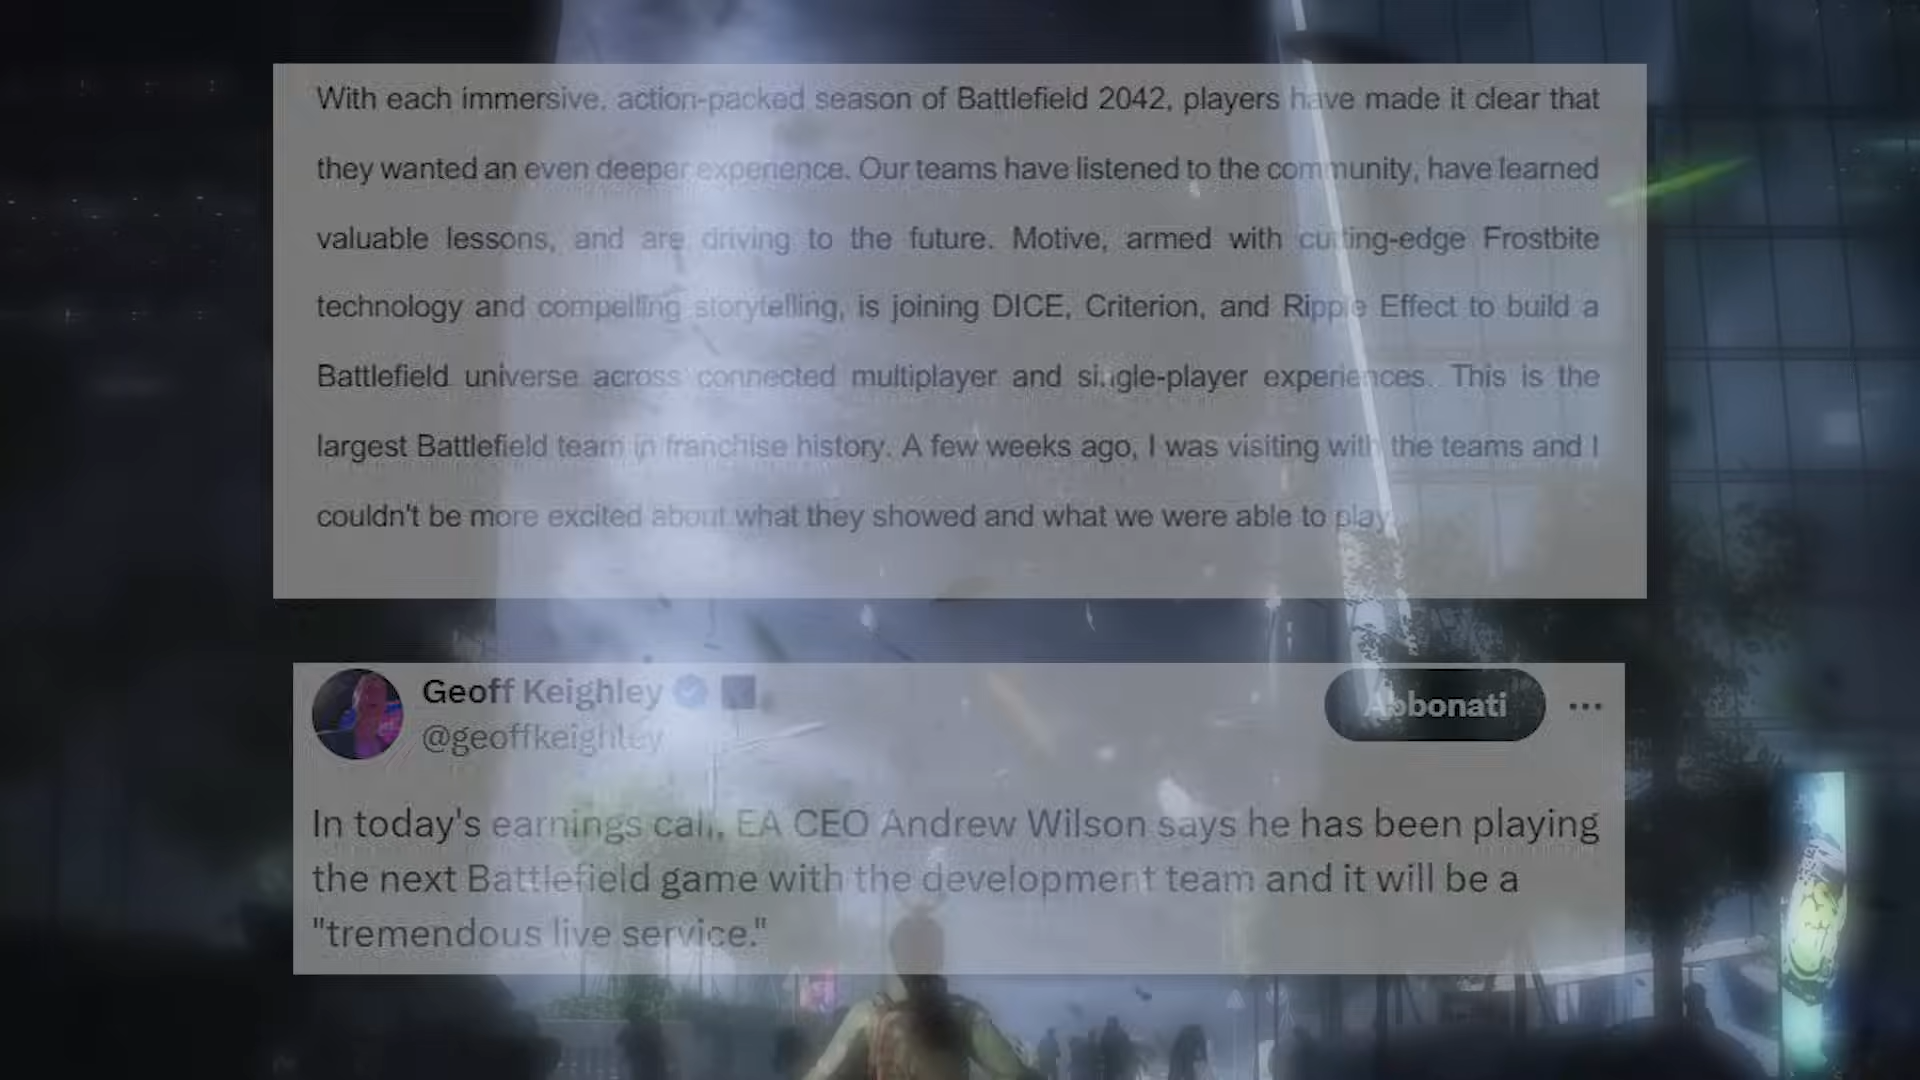 With each immersive, action-packed season of Battlefield 2042, players have made it clear that
they wanted an even deeper experience. Our teams have listened to the community, have learned
valuable lessons, and are driving to the future. Motive, armed with cutting-edge Frostbite
technology and compelling storytelling, is joining DICE, Criterion, and Ripple Effect to build a
Battlefield universe across connected multiplayer and single-player experiences. This is the
largest Battlefield team in franchise history. A few weeks ago, I was visiting with the teams and I
couldn't be more excited about what they showed and what we were able to play.
Geoff Keighley
@geoffkeighley
Abbonati
In today's earnings call, EA CEO Andrew Wilson says he has been playing
the next Battlefield game with the development team and it will be a
"tremendous live service."